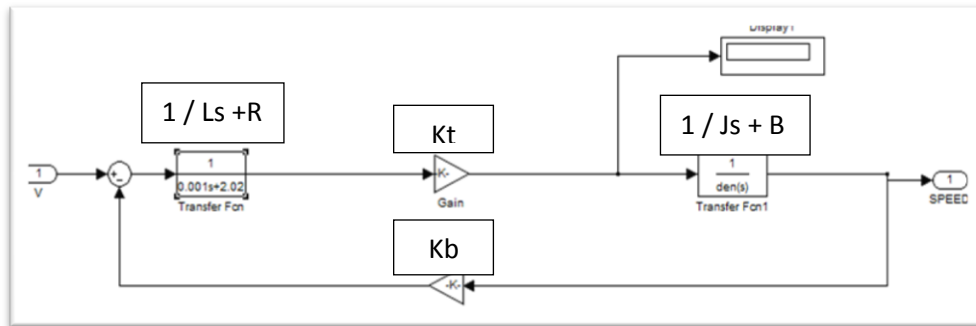 Display1
1 / Ls +R
Kt
1 / Js + B
1
V
+
-
1
0.001s+2.02
Transfer Fcn
K-
Gain
1
den(s)
Transfer Fcn1
1
SPEED
Kb
-K-